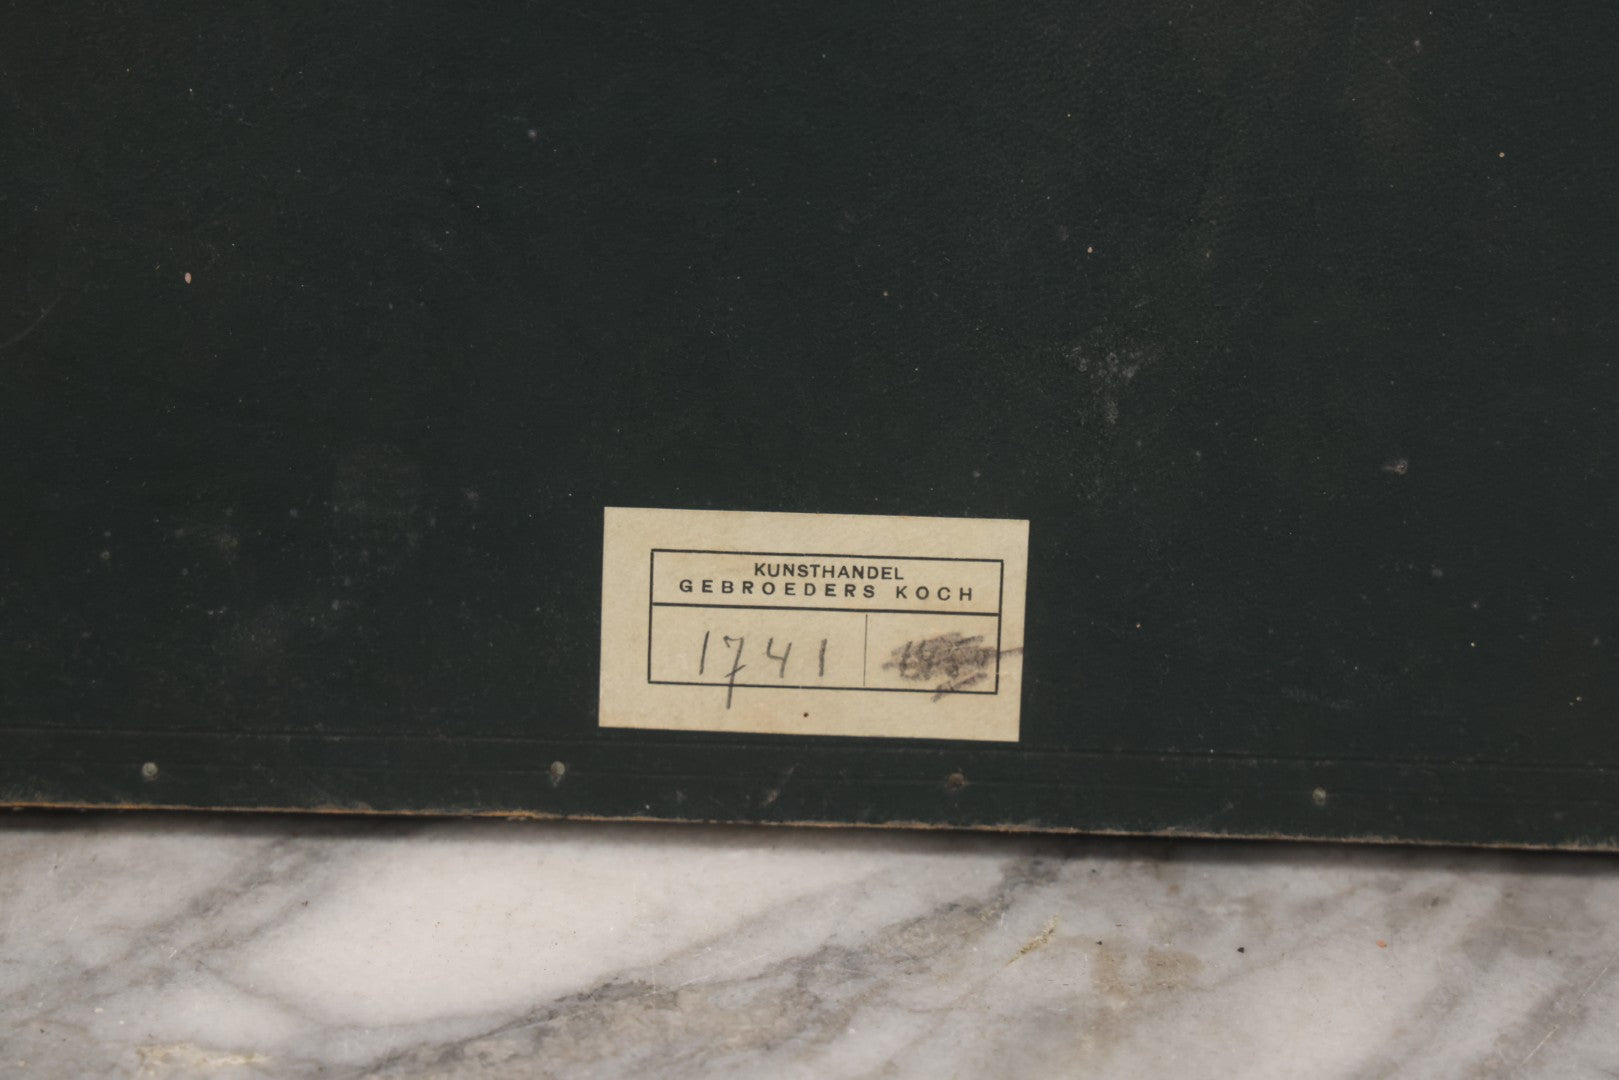 KUNSTHANDEL
GEBROEDERS KOCH
1741